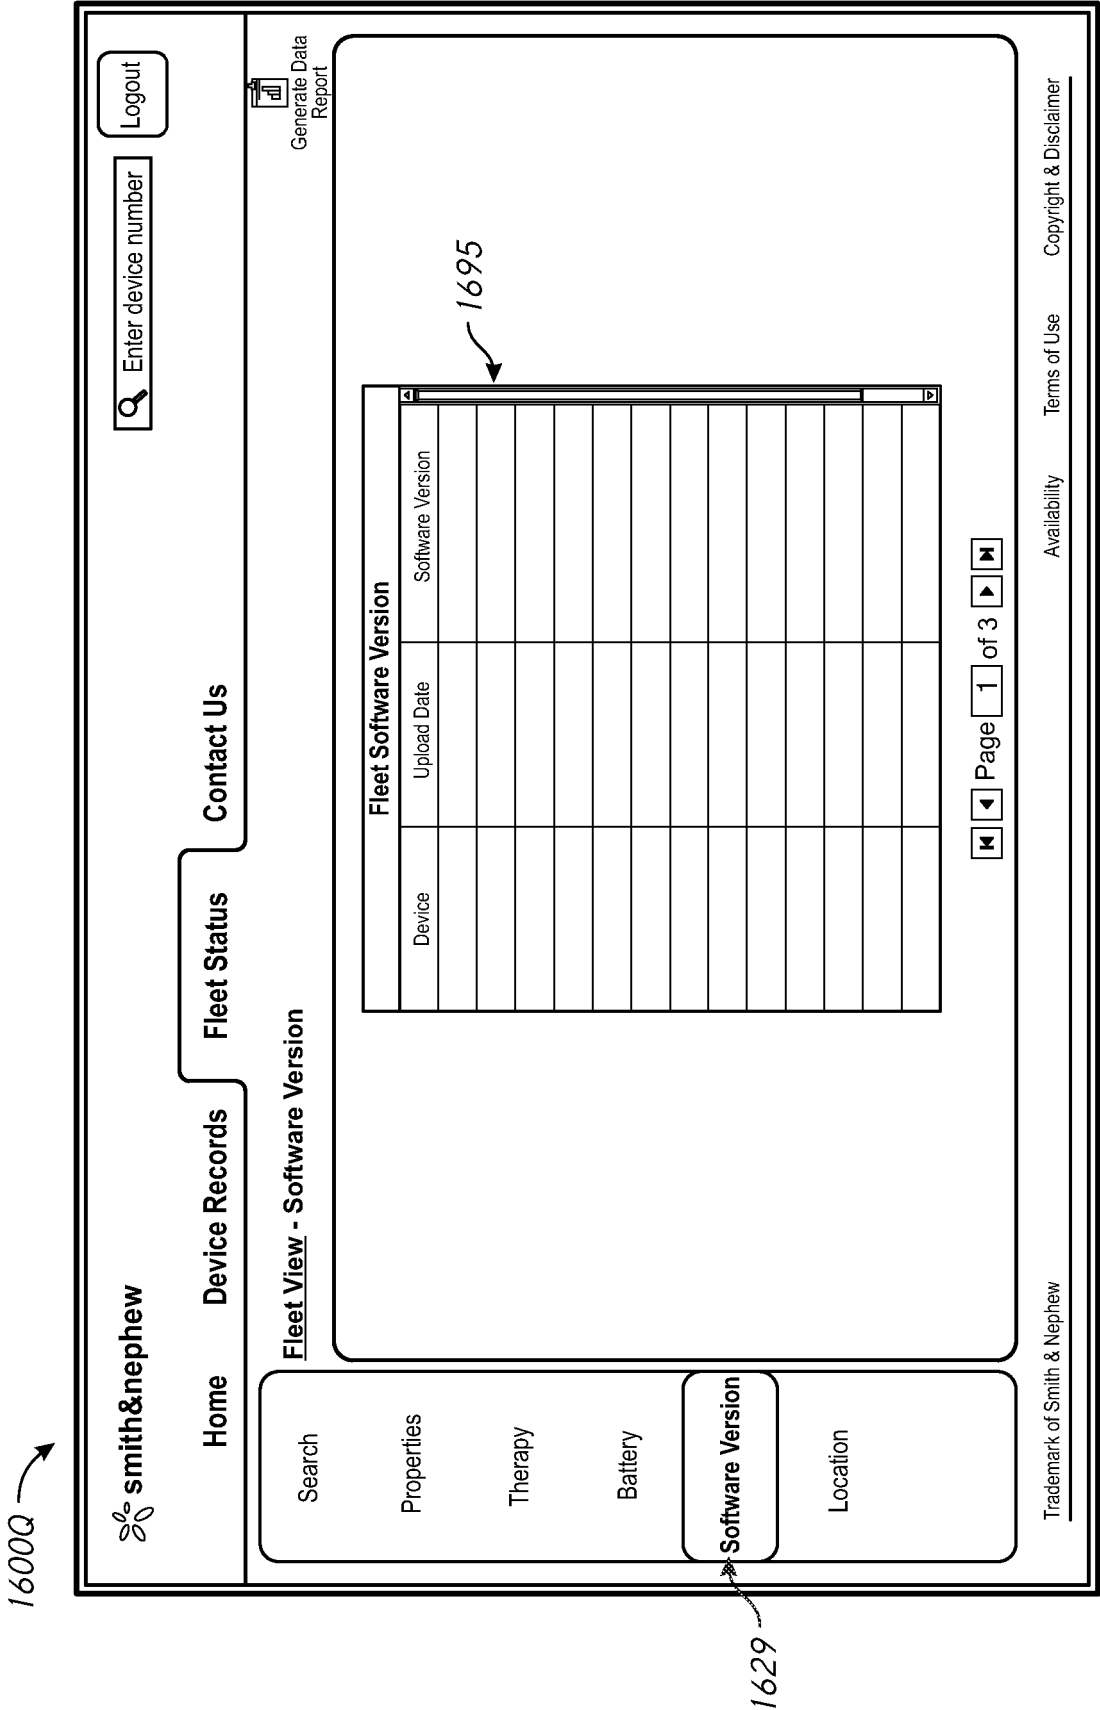 1600Q
smith&nephew
Enter device number
Logout
Home Device Records Fleet Status Contact Us
Fleet View - Software Version
Generate Data
Report
Search
Properties
Therapy
Battery
Software Version
Location
1629
Fleet Software Version
Device Upload Date Software Version
1695
Page 1 of 3
Trademark of Smith & Nephew Availability Terms of Use Copyright & Disclaimer